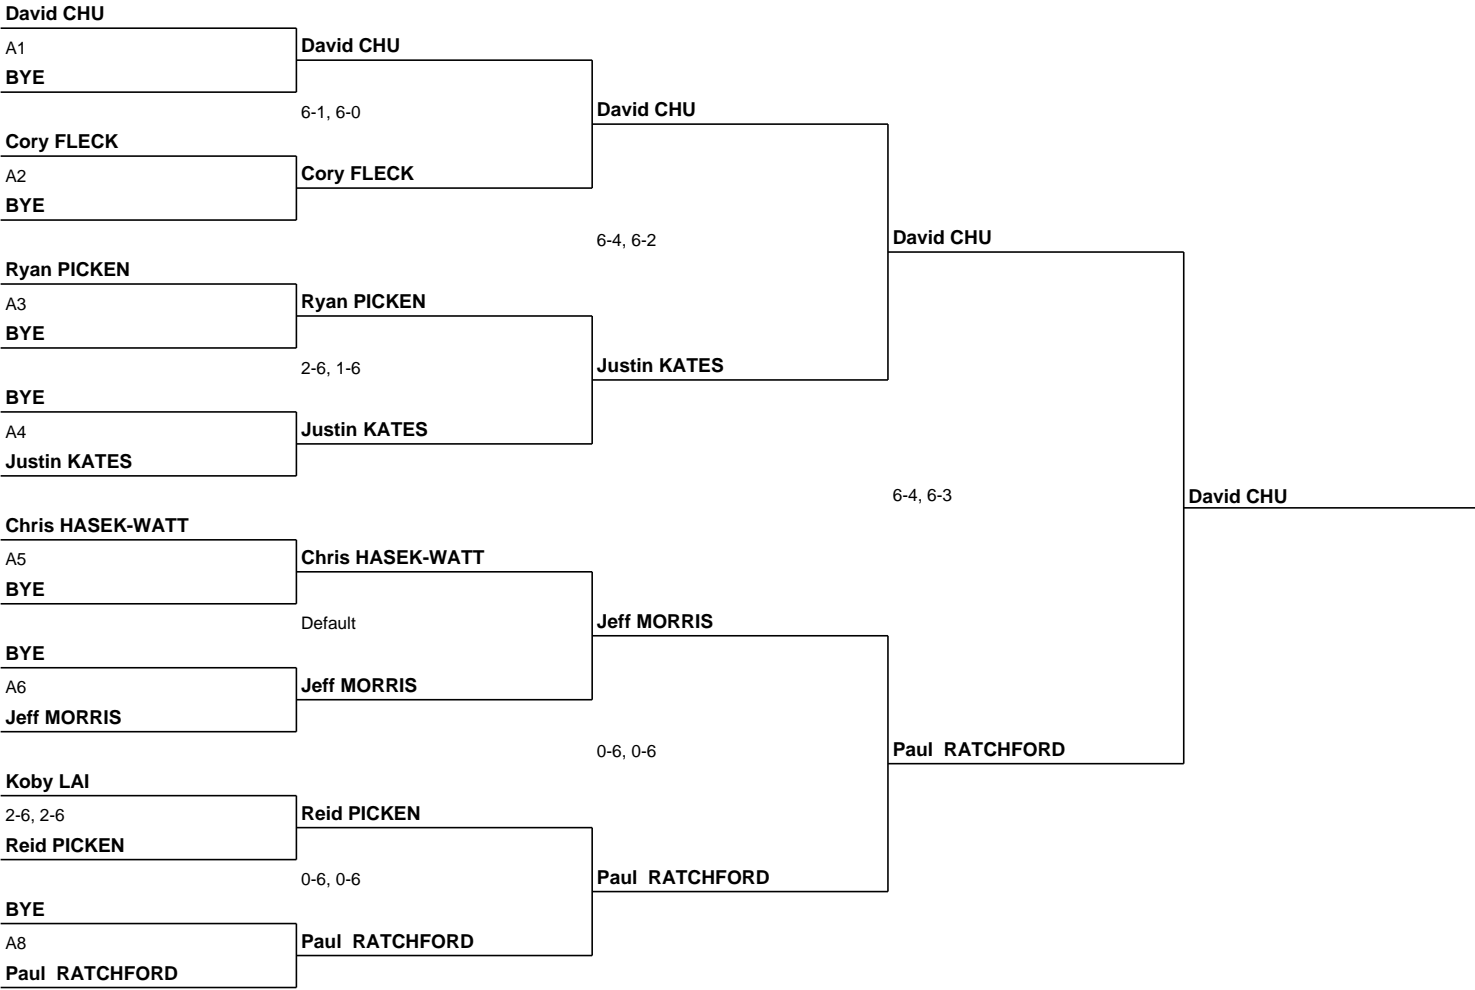 David CHU
A1
BYE
Cory FLECK
A2
BYE
Ryan PICKEN
A3
BYE
BYE
A4
Justin KATES
Chris HASEK-WATT
A5
BYE
BYE
A6
Jeff MORRIS
Koby LAI
2-6, 2-6
Reid PICKEN
BYE
A8
Paul RATCHFORD
David CHU
6-1, 6-0
Cory FLECK
Ryan PICKEN
2-6, 1-6
Justin KATES
Chris HASEK-WATT
Default
Jeff MORRIS
Reid PICKEN
0-6, 0-6
Paul RATCHFORD
David CHU
6-4, 6-2
Justin KATES
Jeff MORRIS
0-6, 0-6
Paul RATCHFORD
David CHU
6-4, 6-3
Paul RATCHFORD
David CHU